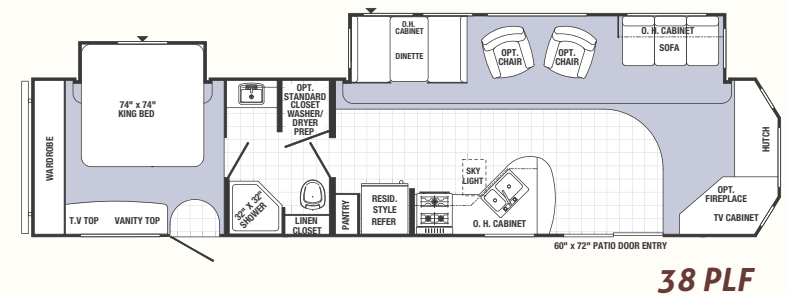 O.H.
CABINET
DINETTE
OPT.
CHAIR
OPT.
CHAIR
O. H. CABINET
SOFA
74" x 74"
KING BED
WARDROBE
T.V TOP
VANITY TOP
OPT.
STANDARD
CLOSET
WASHER/
DRYER
PREP
32" X 32"
SHOWER
LINEN
CLOSET
PANTRY
RESID.
STYLE
REFER
SKY
LIGHT
O. H. CABINET
HUTCH
OPT.
FIREPLACE
TV CABINET
60" x 72" PATIO DOOR ENTRY
38 PLF